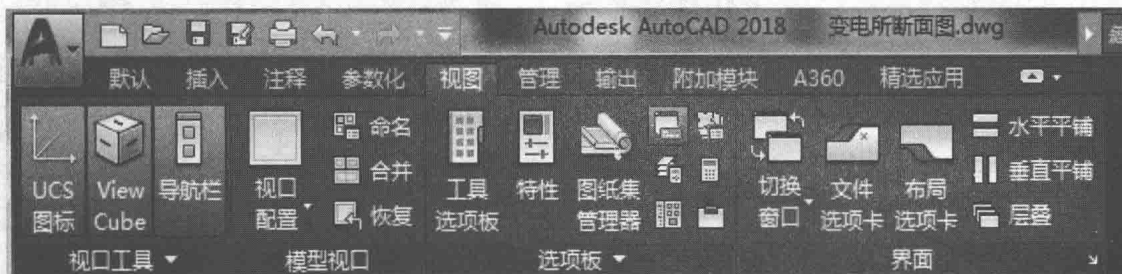 Autodesk AutoCAD 2018 变电所断面图.dwg
默认 插入 注释 参数化 视图 管理 输出 附加模块 A360 精选应用
UCS 图标
View Cube
导航栏
视口 配置
命名
合并
恢复
工具 选项板
特性
图纸集 管理器
切换 窗口
文件 选项卡
布局 选项卡
水平平铺
垂直平铺
层叠
视口工具 模型视口 选项板 界面